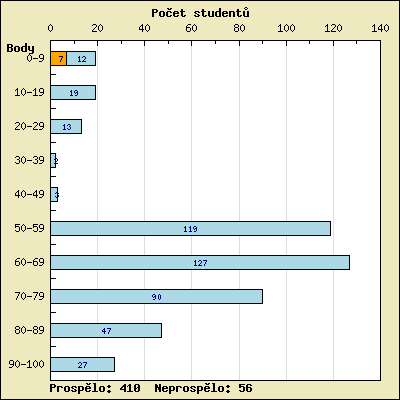 Počet studentů
0 20 40 60 80 100 120 140
Body
0-9 7 12
10-19 19
20-29 13
30-39 2
40-49 3
50-59 119
60-69 127
70-79 90
80-89 47
90-100 27
Prospělo: 410 Neprospělo: 56